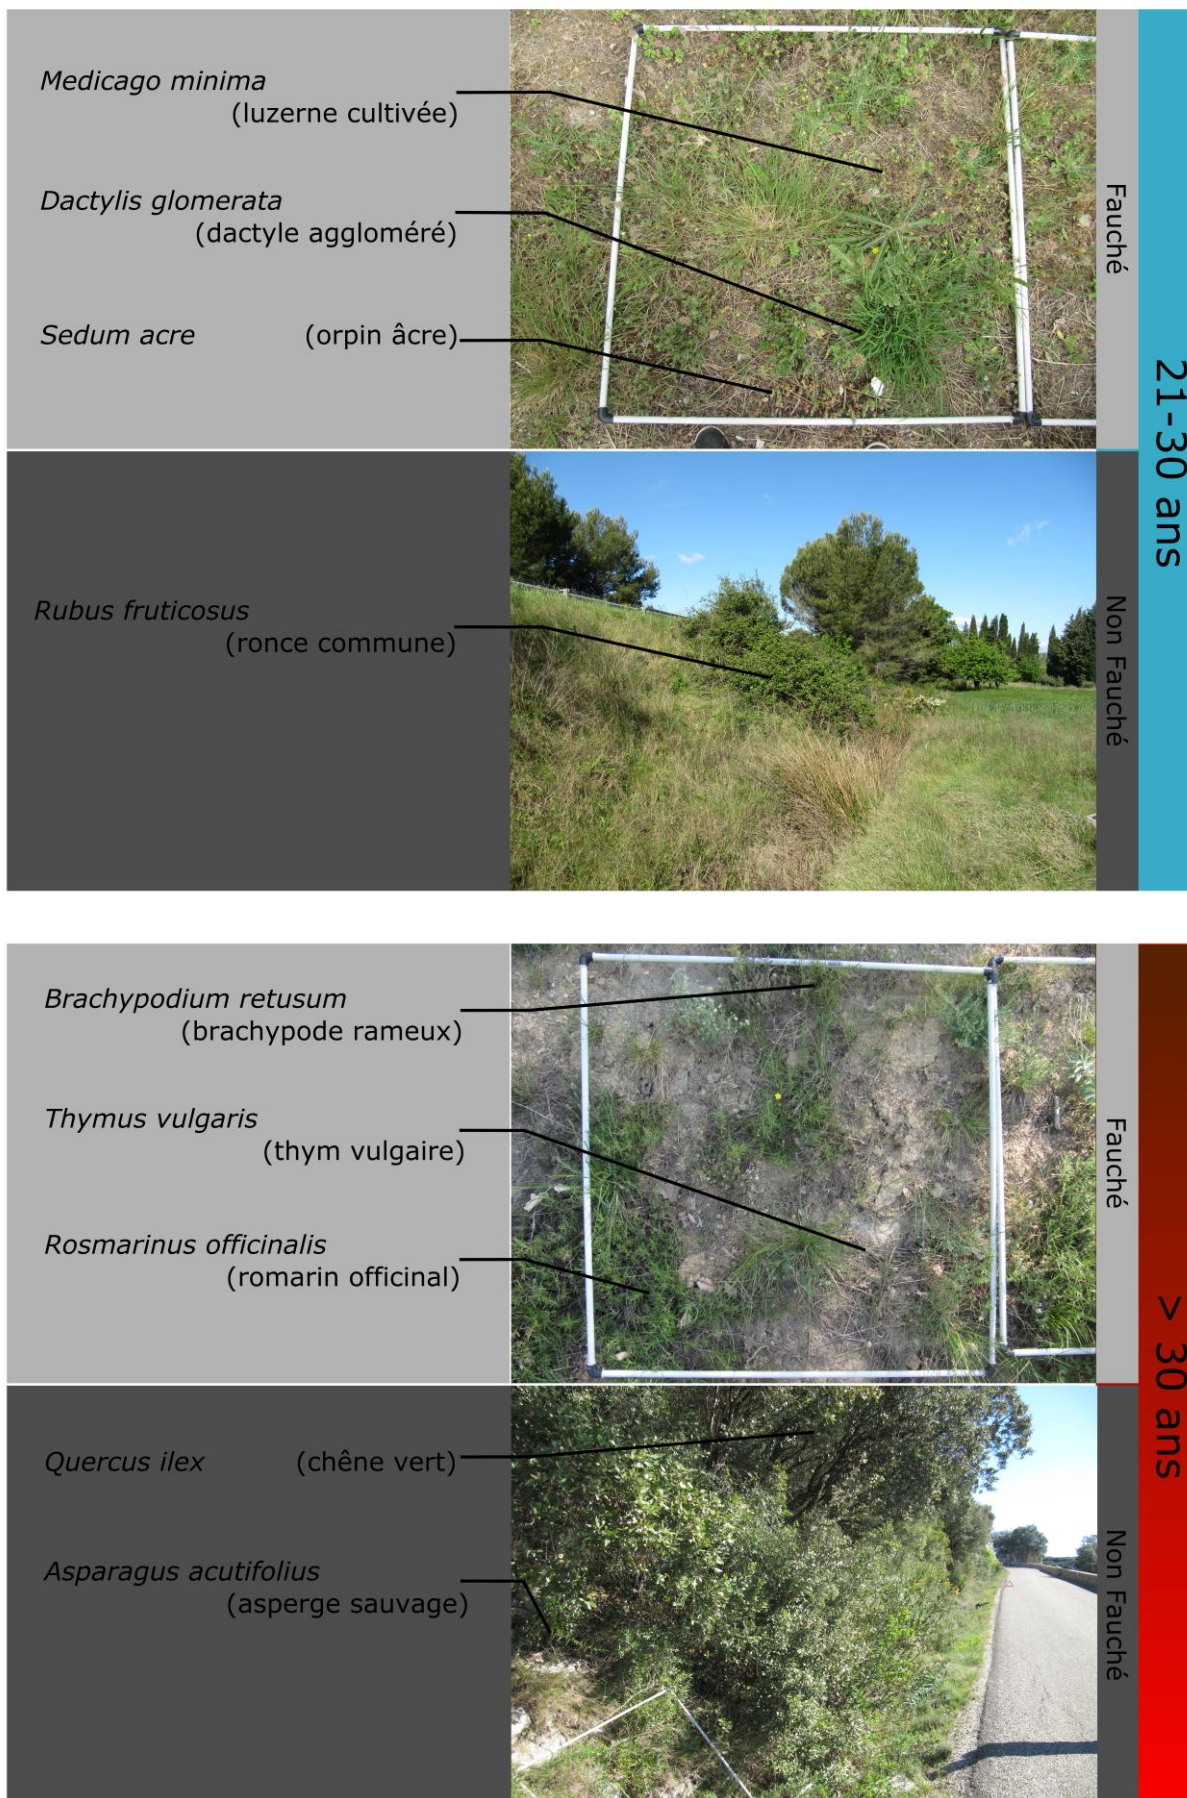 Medicago minima
(luzerne cultivée)
Dactylis glomerata
(dactyle aggloméré)
Sedum acre (orpin âcre)
Fauché
21-30 ans
Rubus fruticosus
(ronce commune)
Non Fauché
Brachypodium retusum
(brachypode rameux)
Thymus vulgaris
(thym vulgaire)
Rosmarinus officinalis
(romarin officinal)
Fauché
> 30 ans
Quercus ilex (chêne vert)
Asparagus acutifolius
(asperge sauvage)
Non Fauché